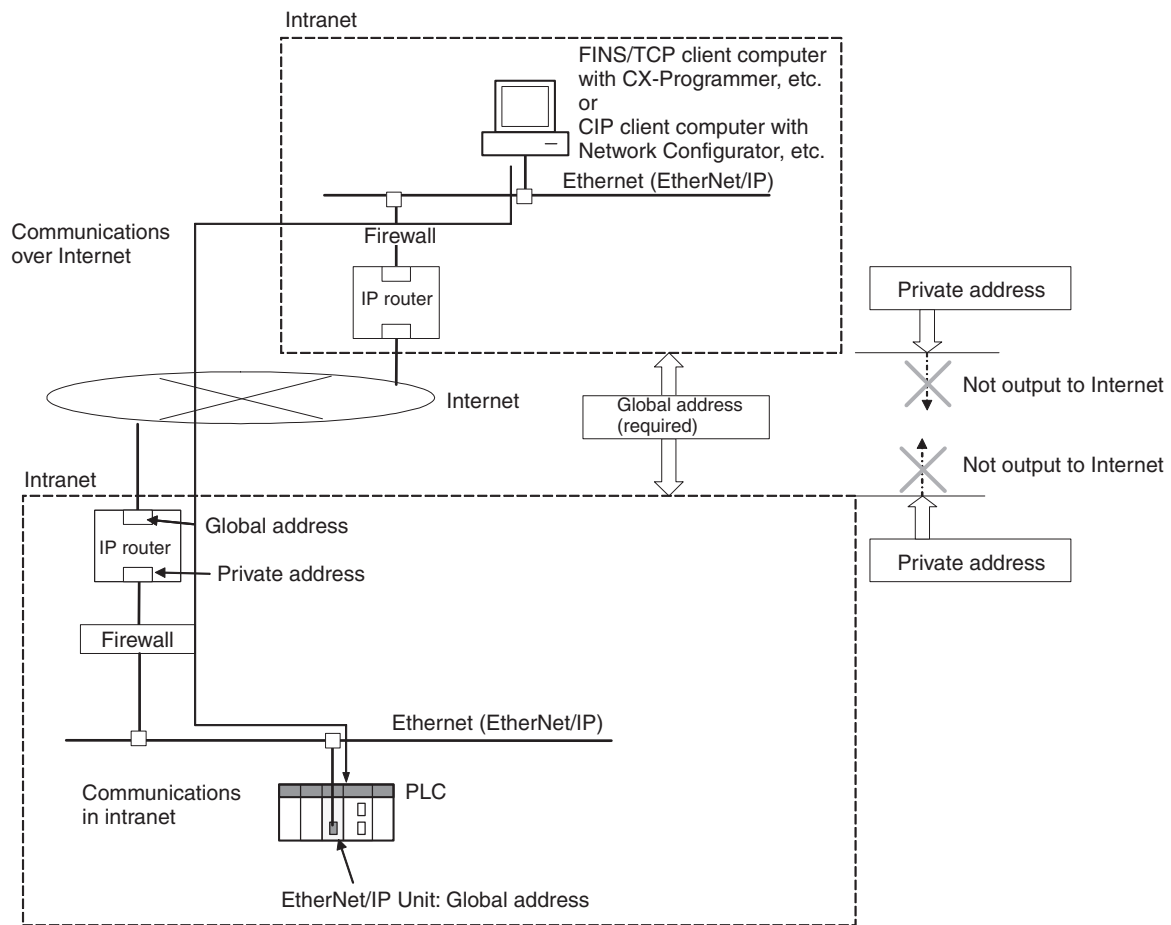 Intranet
FINS/TCP client computer
with CX-Programmer, etc.
or
CIP client computer with
Network Configurator, etc.
Ethernet (EtherNet/IP)
Communications
over Internet
Firewall
IP router
Private address
Internet
Global address
(required)
Not output to Internet
Not output to Internet
Private address
Intranet
Global address
IP router
Private address
Firewall
Ethernet (EtherNet/IP)
Communications
in intranet
PLC
EtherNet/IP Unit: Global address